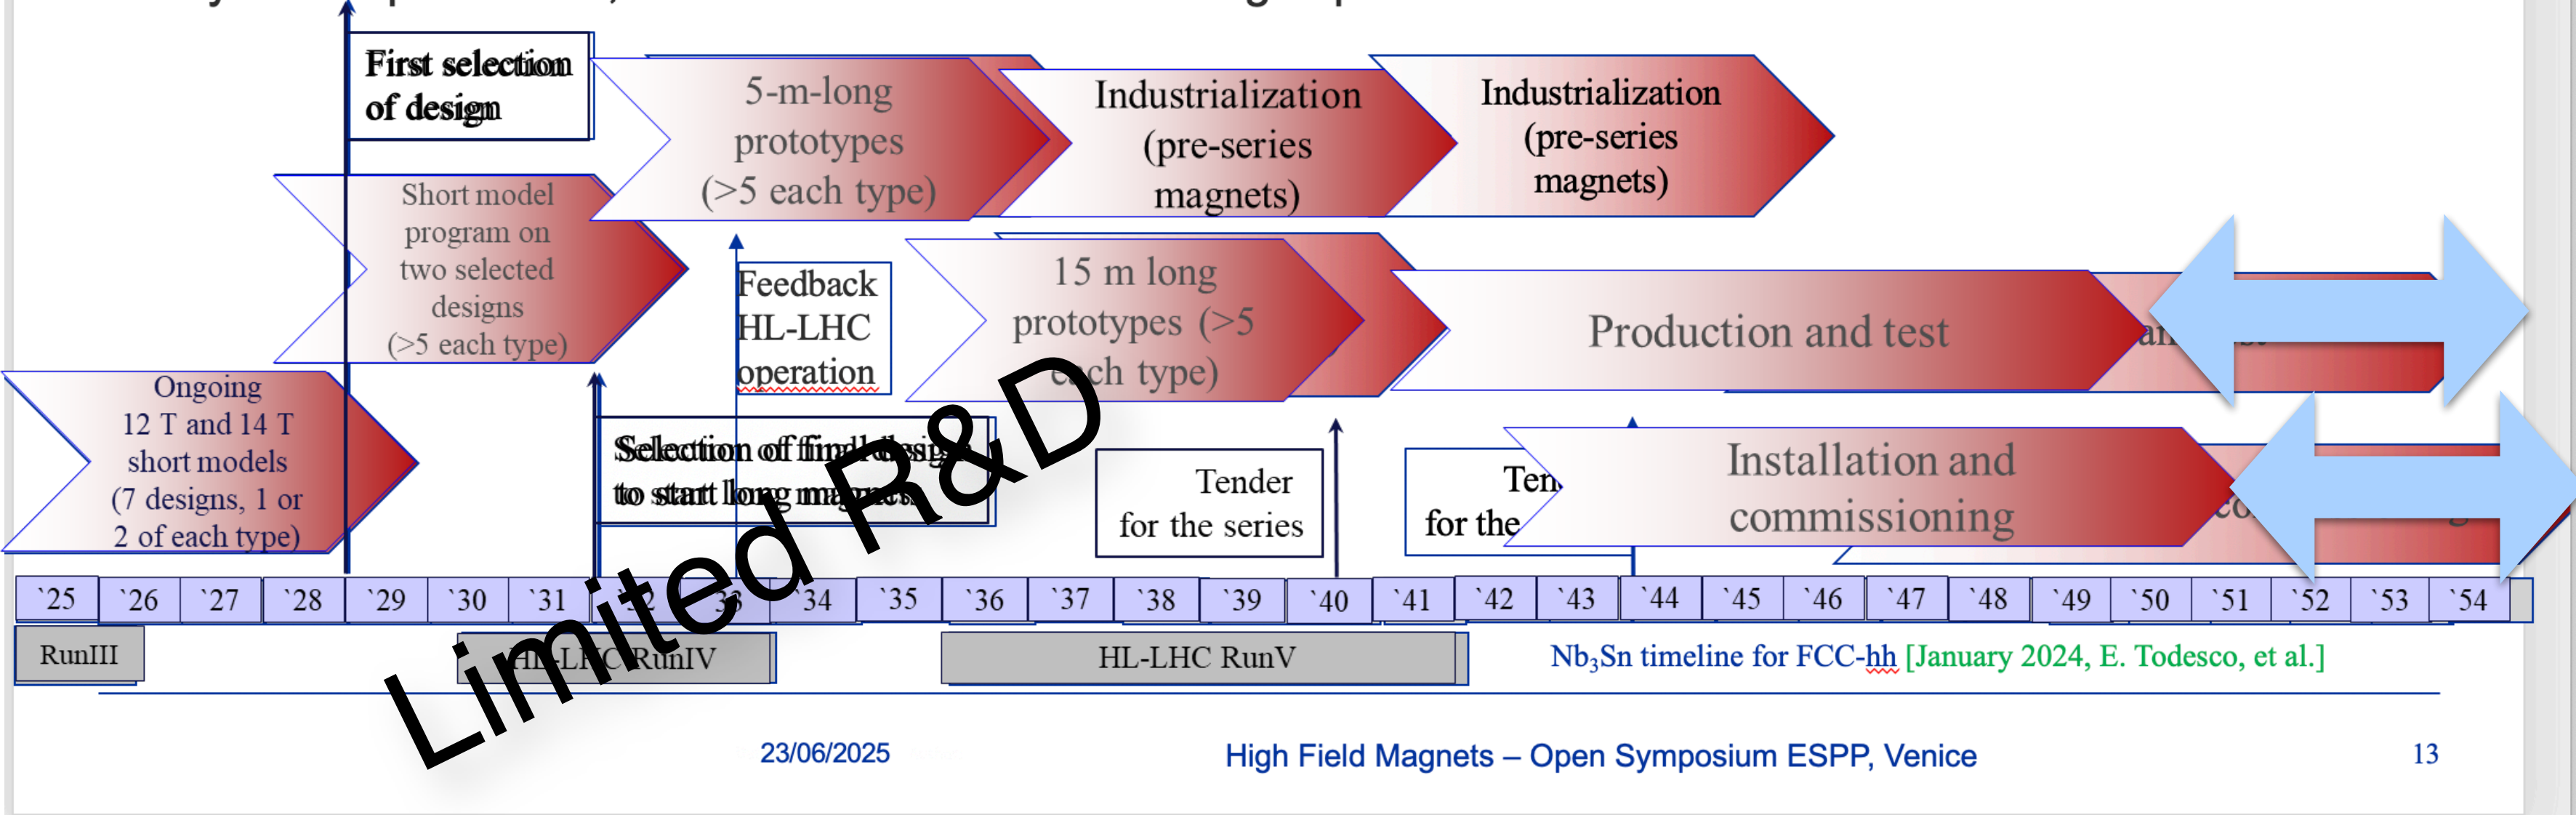 First selection
of design
5-m-long
prototypes
(>5 each type)
Industrialization
(pre-series
magnets)
Industrialization
(pre-series
magnets)
Short model
program on
two selected
designs
(>5 each type)
Feedback
HL-LHC
operation
15 m long
prototypes (>5
each type)
Production and test
Ongoing
12 T and 14 T
short models
(7 designs, 1 or
2 of each type)
Selection of final design
to start long magnets
Limited R&D
Tender
for the series
for the
Installation and
commissioning
`25 `26 `27 `28 `29 `30 `31 `32 `33 `34 `35 `36 `37 `38 `39 `40 `41 `42 `43 `44 `45 `46 `47 `48 `49 `50 `51 `52 `53 `54
RunIII HL-LHC RunIV HL-LHC RunV
Nb₃Sn timeline for FCC-hh [January 2024, E. Todesco, et al.]
23/06/2025 High Field Magnets – Open Symposium ESPP, Venice 13